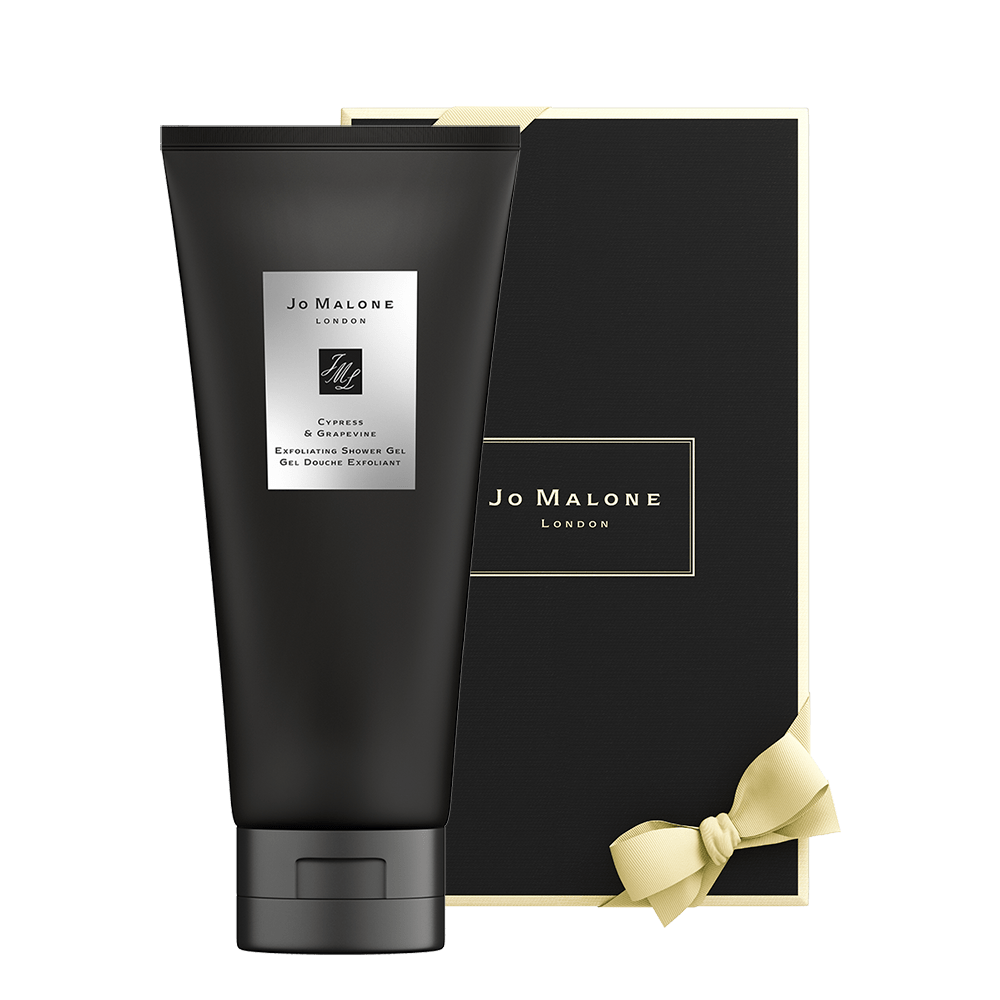 Jo Malone
London
JML
Cypress
& Grapevine
Exfoliating Shower Gel
Gel Douche Exfoliant
Jo Malone
London